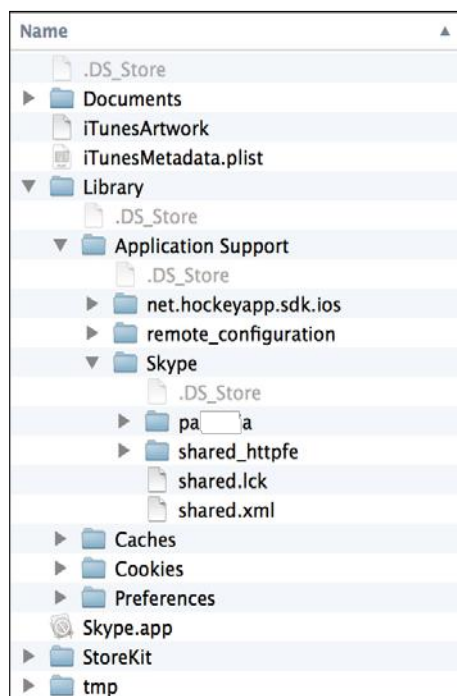 Name
.DS_Store
Documents
iTunesArtwork
iTunesMetadata.plist
Library
.DS_Store
Application Support
.DS_Store
net.hockeyapp.sdk.ios
remote_configuration
Skype
.DS_Store
pa a
shared_httpfe
shared.lck
shared.xml
Caches
Cookies
Preferences
Skype.app
StoreKit
tmp